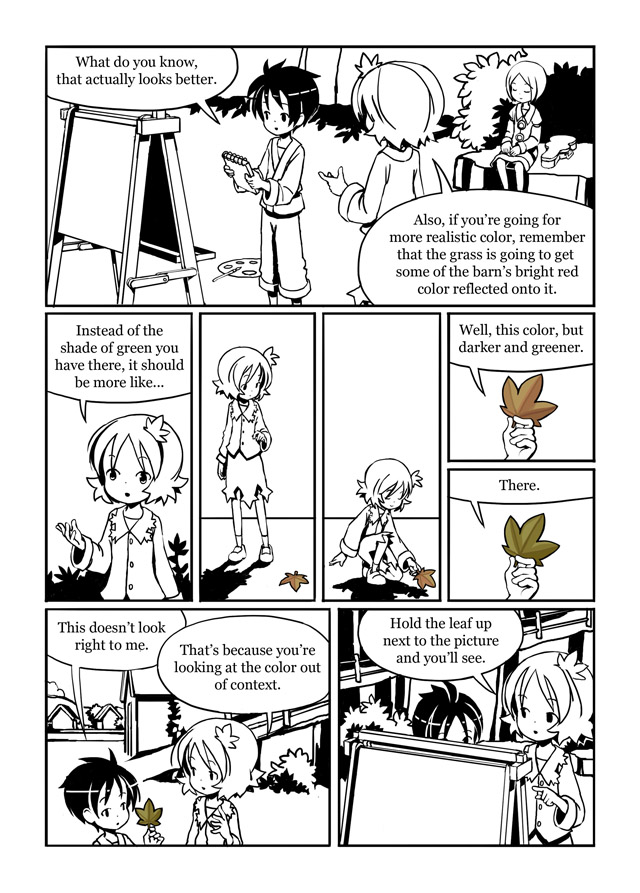 What do you know,
that actually looks better.
Also, if you’re going for
more realistic color, remember
that the grass is going to get
some of the barn’s bright red
color reflected onto it.
Instead of the
shade of green you
have there, it should
be more like...
Well, this color, but
darker and greener.
There.
This doesn’t look
right to me.
That’s because you’re
looking at the color out
of context.
Hold the leaf up
next to the picture
and you’ll see.